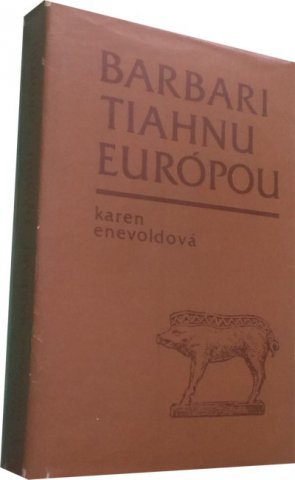 BARBARI
TIAHNU
EURÓPOU
karen
enevoldová